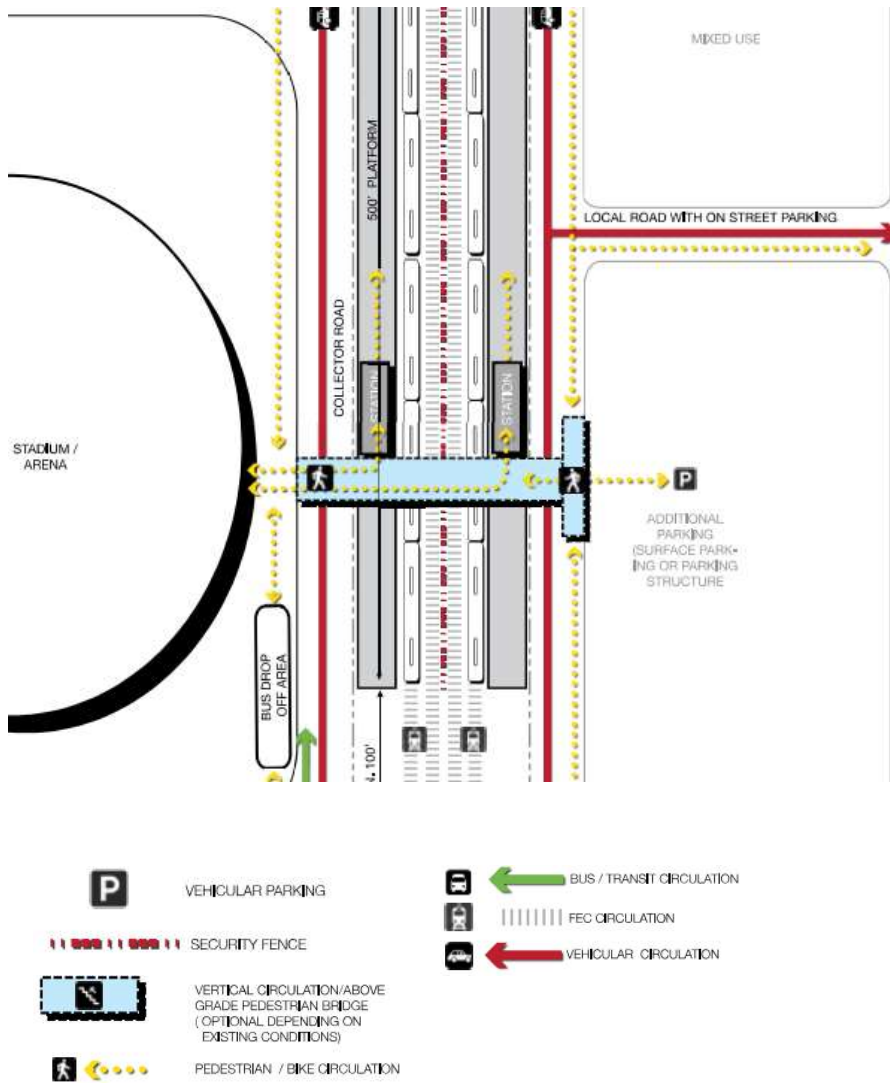 MIXED USE
500' PLATFORM
LOCAL ROAD WITH ON STREET PARKING
COLLECTOR ROAD
STATION
STATION
STADIUM /
ARENA
P
ADDITIONAL
PARKING
(SURFACE PARK-
ING OR PARKING
STRUCTURE
BUS DROP
OFF AREA
N. 100'
P
VEHICULAR PARKING
SECURITY FENCE
VERTICAL CIRCULATION/ABOVE
GRADE PEDESTRIAN BRIDGE
( OPTIONAL DEPENDING ON
EXISTING CONDITIONS)
PEDESTRIAN / BIKE CIRCULATION
BUS / TRANSIT CIRCULATION
FEC CIRCULATION
VEHICULAR CIRCULATION